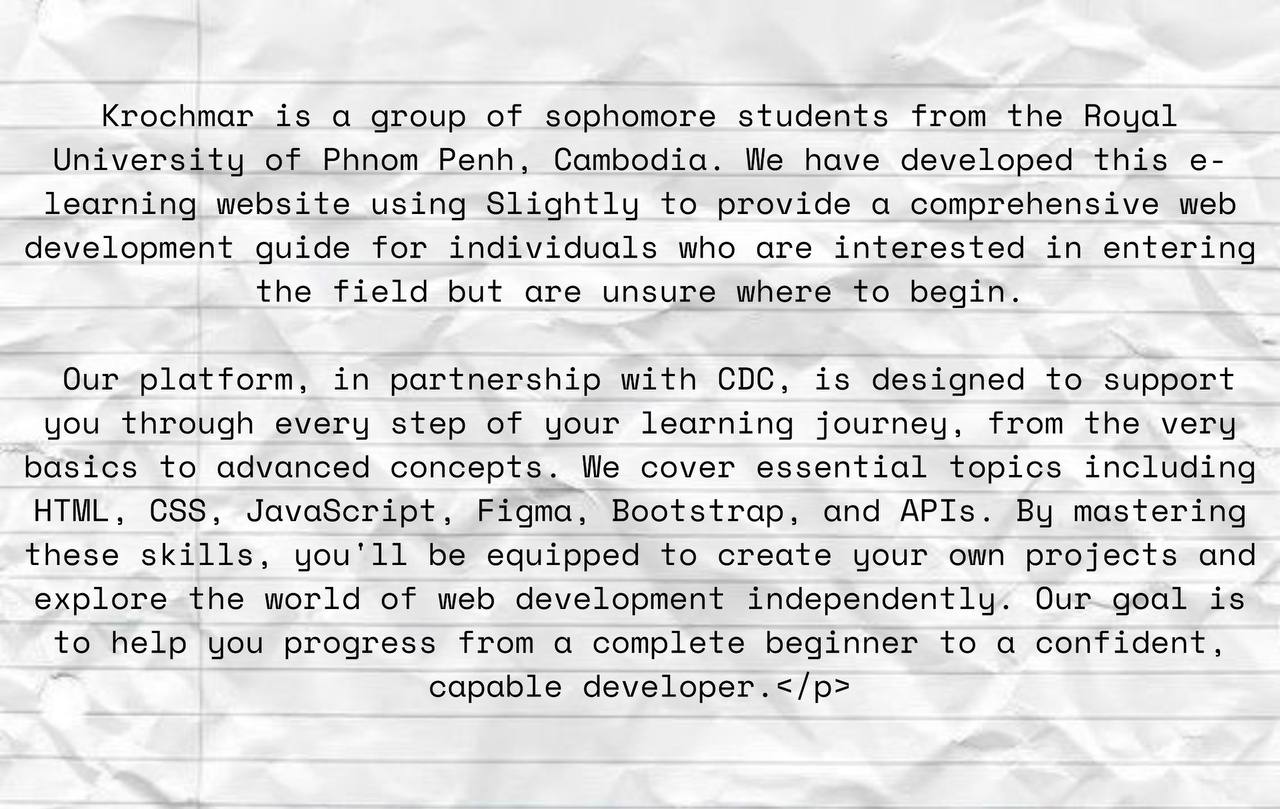 Krochmar is a group of sophomore students from the Royal
University of Phnom Penh, Cambodia. We have developed this e-
learning website using Slightly to provide a comprehensive web
development guide for individuals who are interested in entering
the field but are unsure where to begin.
Our platform, in partnership with CDC, is designed to support
you through every step of your learning journey, from the very
basics to advanced concepts. We cover essential topics including
HTML, CSS, JavaScript, Figma, Bootstrap, and APIs. By mastering
these skills, you'll be equipped to create your own projects and
explore the world of web development independently. Our goal is
to help you progress from a complete beginner to a confident,
capable developer.</p>